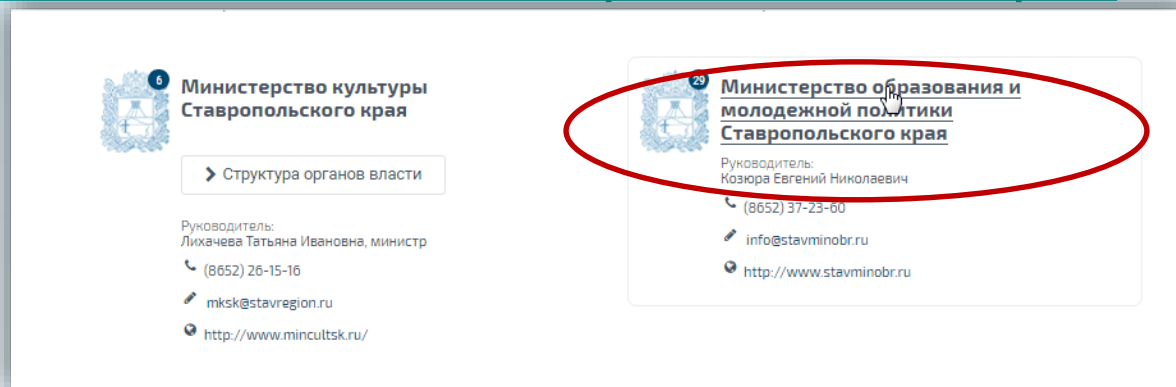 6
Министерство культуры
Ставропольского края
Структура органов власти
Руководитель:
Лихачева Татьяна Ивановна, министр
(8652) 26-15-16
mksk@stavregion.ru
http://www.mincultsk.ru/
29
Министерство образования и
молодежной политики
Ставропольского края
Руководитель:
Козюра Евгений Николаевич
(8652) 37-23-60
info@stavminobr.ru
http://www.stavminobr.ru